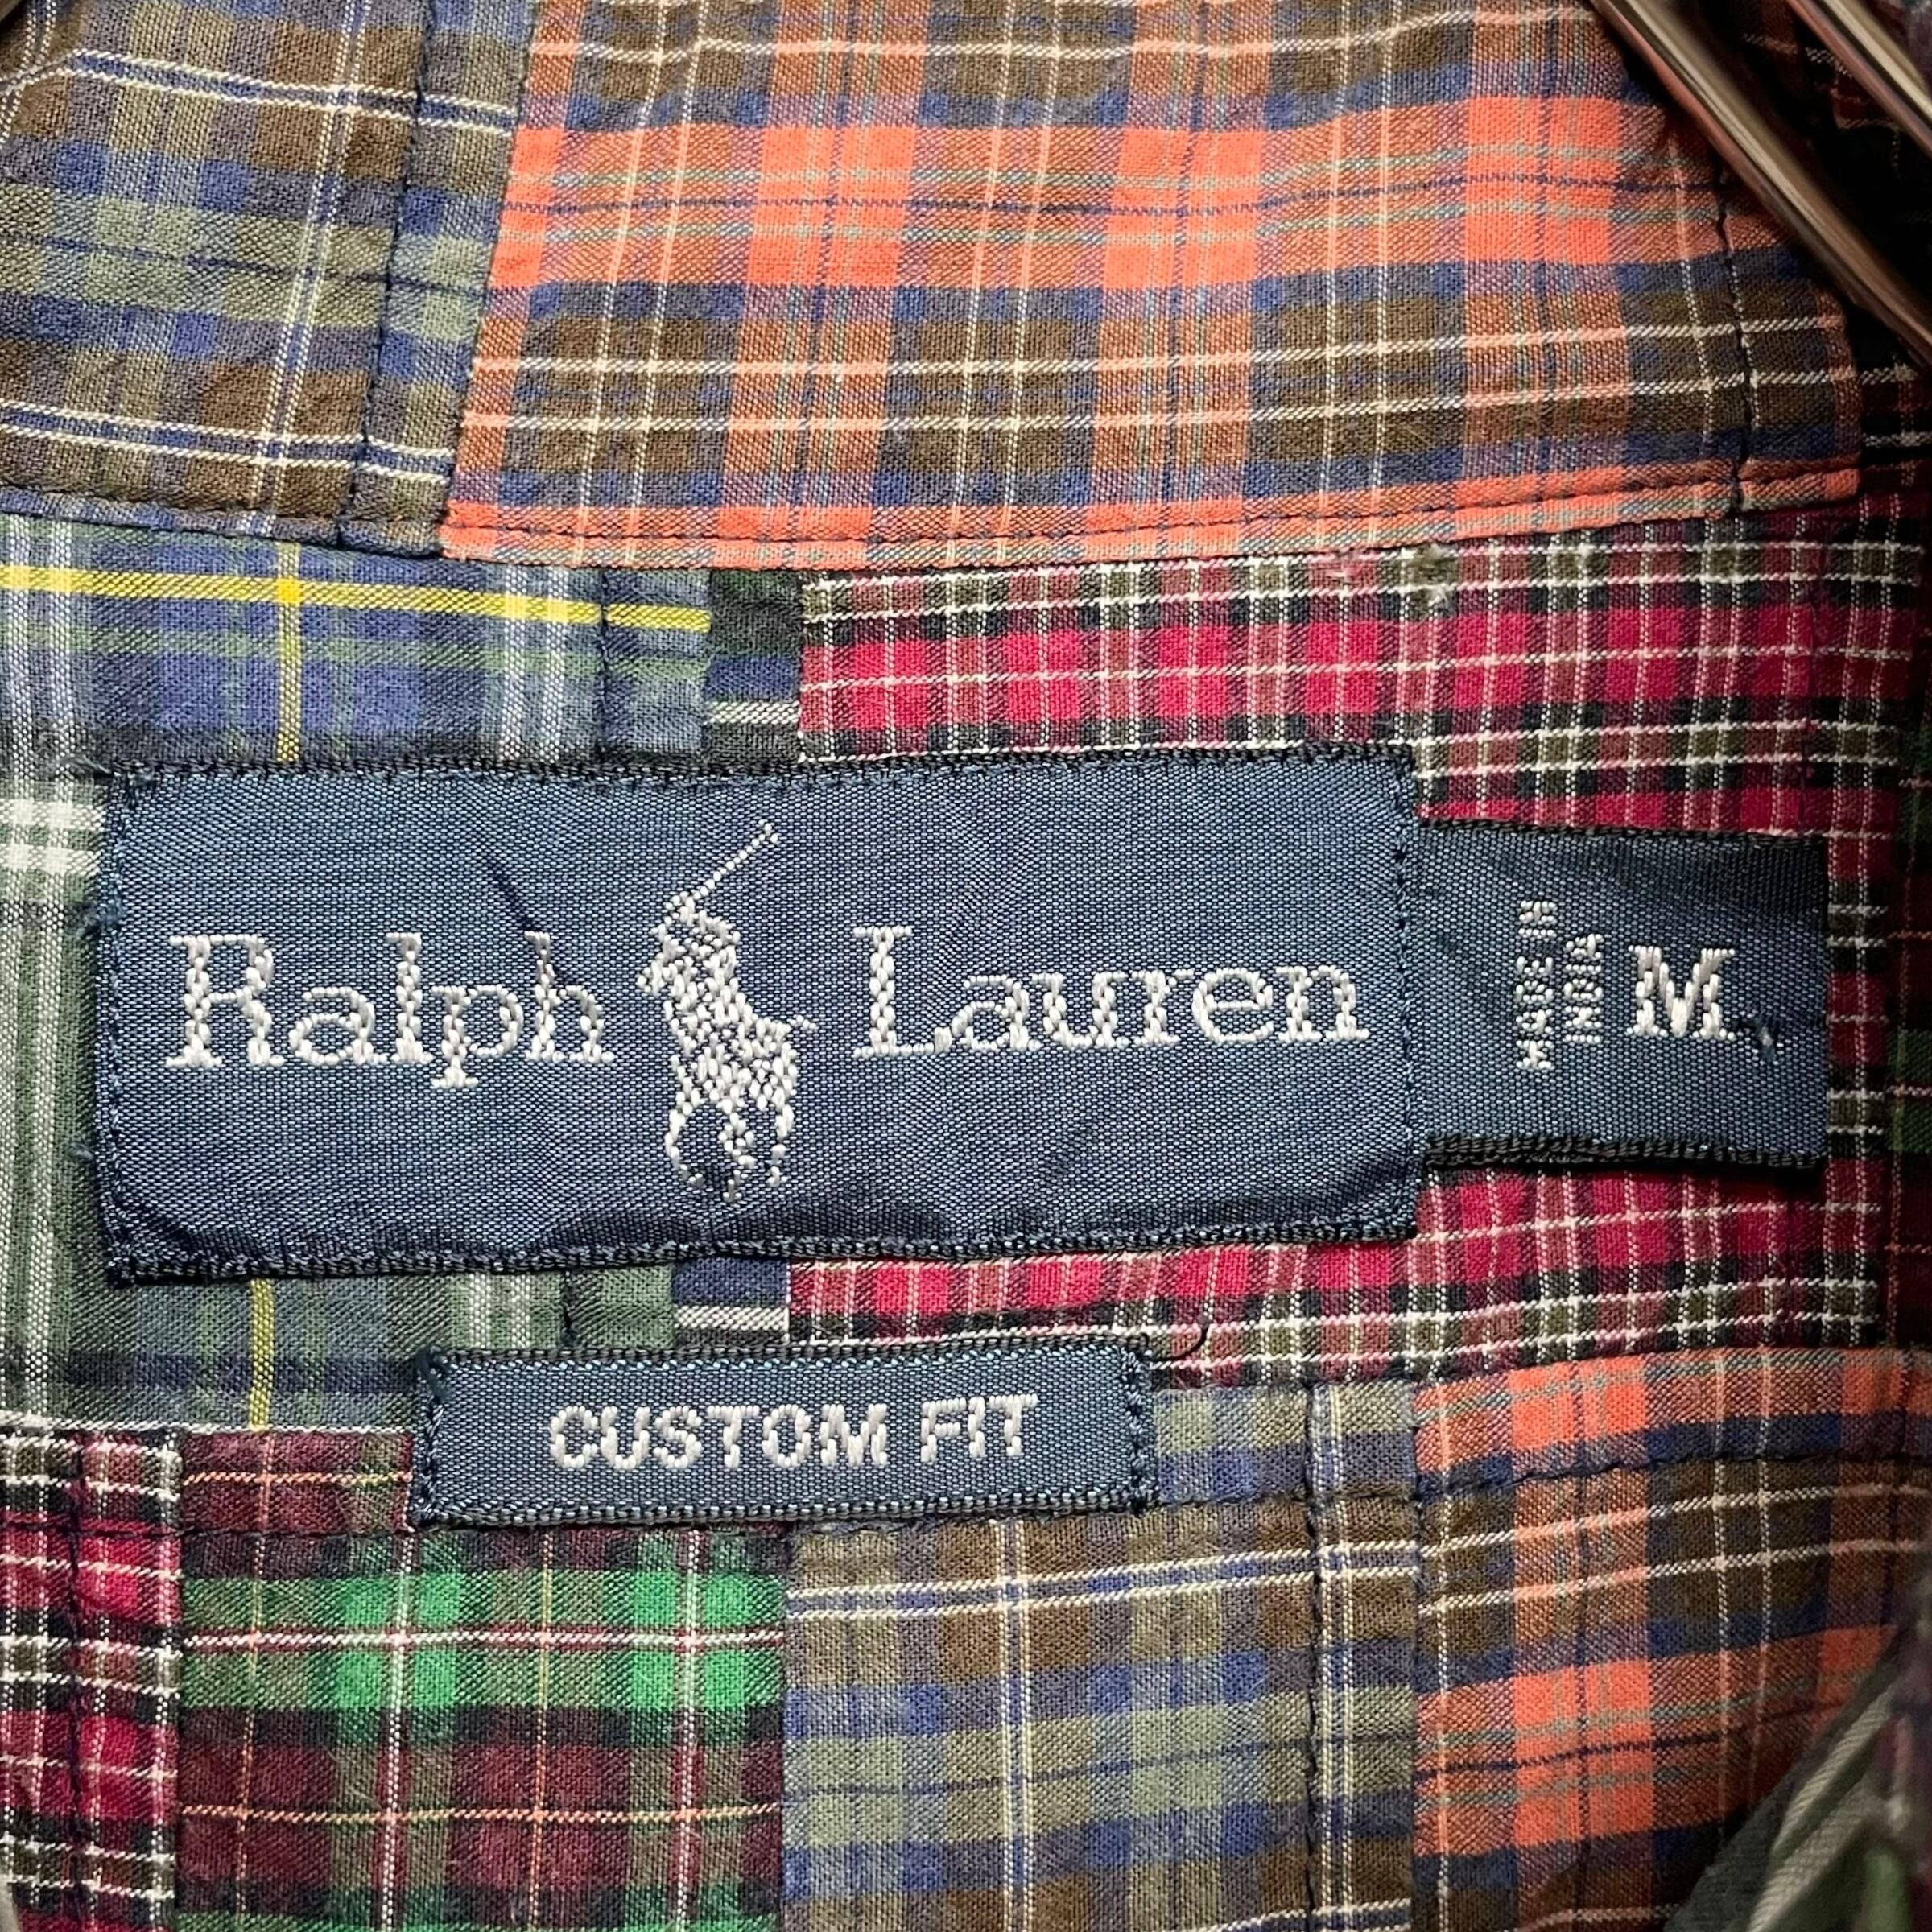 Ralph Lauren
MADE IN
INDIA
M
CUSTOM FIT